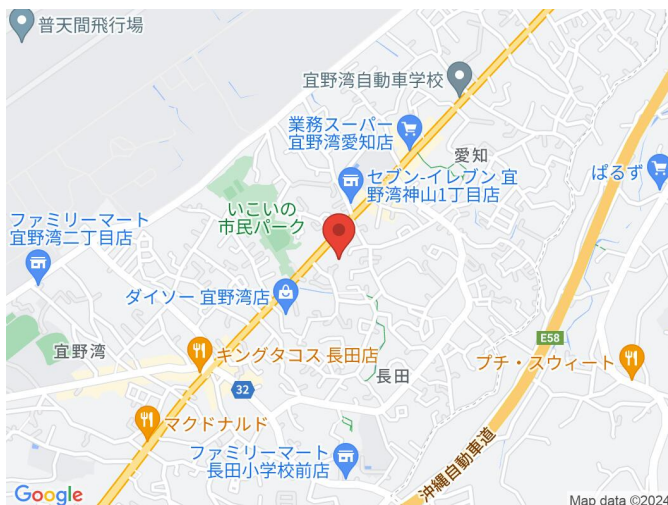 普天間飛行場
宜野湾自動車学校
業務スーパー
宜野湾愛知店
愛知
ぱるず
セブン-イレブン 宜
野湾神山1丁目店
いこいの
市民パーク
ファミリーマート
宜野湾二丁目店
ダイソー 宜野湾店
E58
宜野湾
キングタコス 長田店
プチ・スウィート
長田
32
マクドナルド
ファミリーマート
長田小学校前店
沖縄自動車道
Google
Map data ©2024